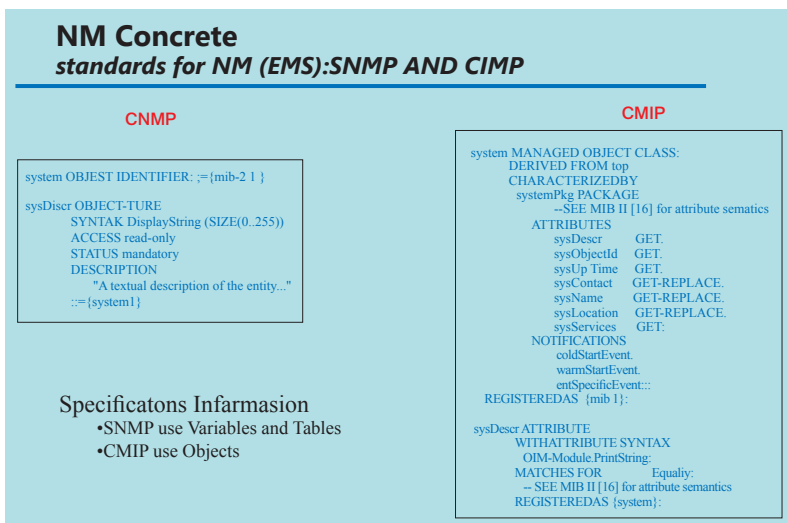 NM Concrete
standards for NM (EMS):SNMP AND CIMP
CNMP
system OBJEST IDENTIFIER: ;={mib-2 1 }
sysDiscr OBJECT-TURE
SYNTAK DisplayString (SIZE(0..255))
ACCESS read-only
STATUS mandatory
DESCRIPTION
"A textual description of the entity..."
::={system1}
Specificatons Infarmasion
•SNMP use Variables and Tables
•CMIP use Objects
CMIP
system MANAGED OBJECT CLASS:
DERIVED FROM top
CHARACTERIZEDBY
systemPkg PACKAGE
--SEE MIB II [16] for attribute sematics
ATTRIBUTES
sysDescr GET.
sysObjectId GET.
sysUp Time GET.
sysContact GET-REPLACE.
sysName GET-REPLACE.
sysLocation GET-REPLACE.
sysServices GET:
NOTIFICATIONS
coldStartEvent.
warmStartEvent.
entSpecificEvent:::
REGISTEREDAS {mib 1}:
sysDescr ATTRIBUTE
WITHATTRIBUTE SYNTAX
OIM-Module.PrintString:
MATCHES FOR Equaliy:
-- SEE MIB II [16] for attribute semantics
REGISTEREDAS {system}: